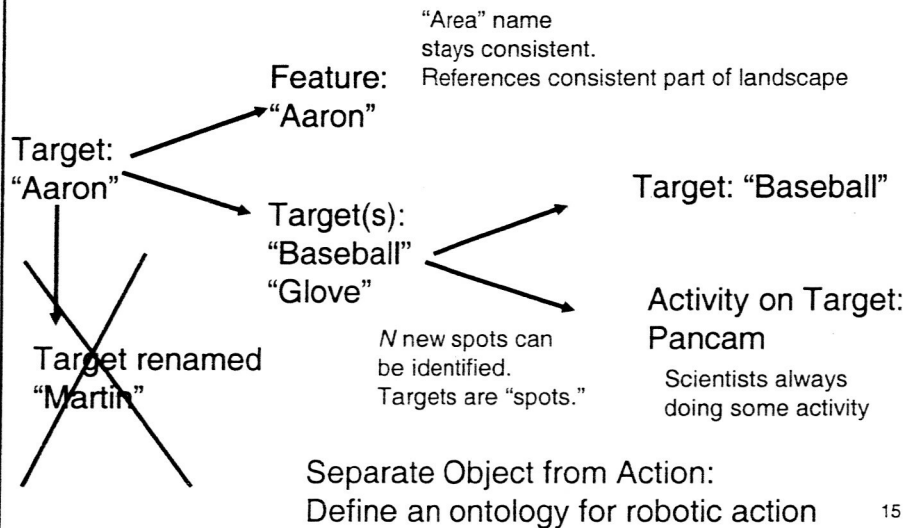 “Area” name
stays consistent.
References consistent part of landscape
Feature:
“Aaron”
Target:
“Aaron”
Target(s):
“Baseball”
“Glove”
Target: “Baseball”
Activity on Target:
Pancam
Scientists always
doing some activity
N new spots can
be identified.
Targets are “spots.”
Target renamed
“Martin”
Separate Object from Action:
Define an ontology for robotic action
15